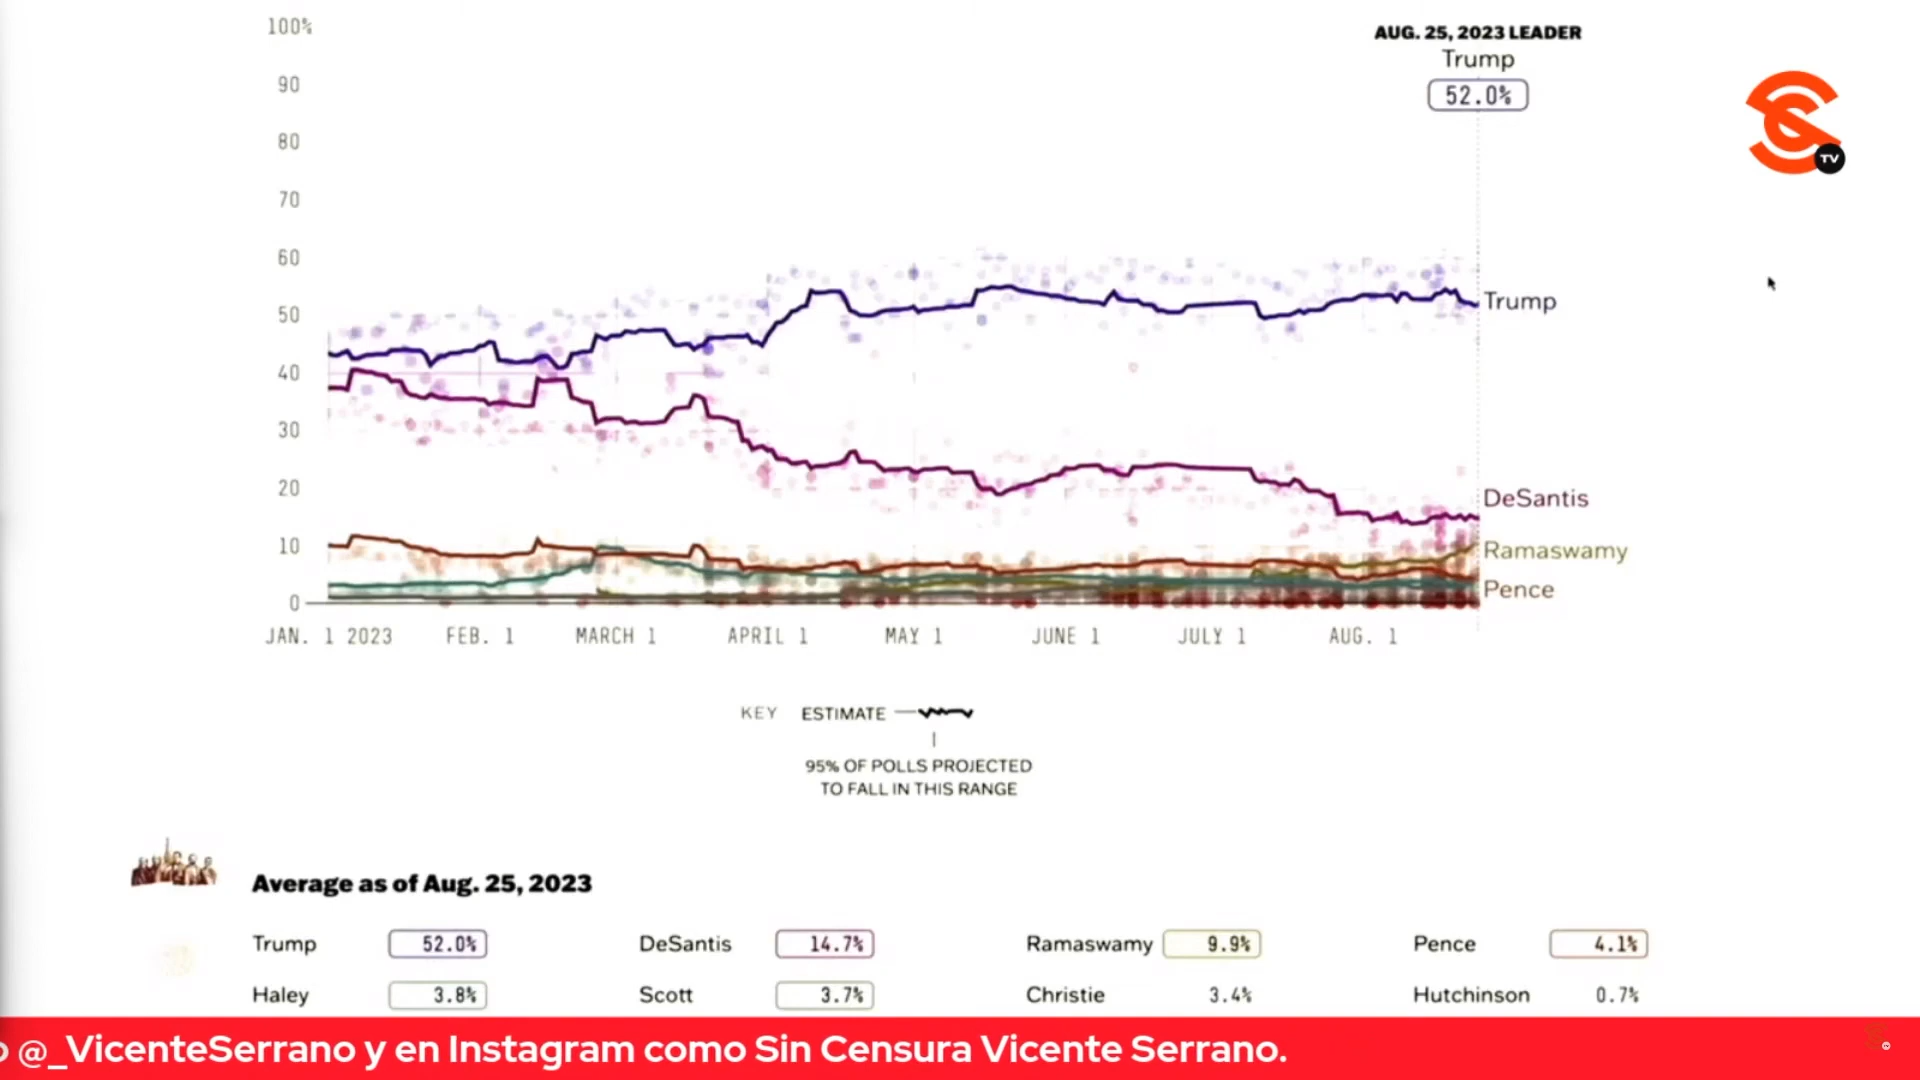 100%
AUG. 25, 2023 LEADER
Trump
52.0%
90
80
70
60
50
40
30
20
10
0
TV
Trump
DeSantis
Ramaswamy
Pence
JAN. 1 2023 FEB. 1 MARCH 1 APRIL 1 MAY 1 JUNE 1 JULY 1 AUG. 1
KEY ESTIMATE
95% OF POLLS PROJECTED
TO FALL IN THIS RANGE
Average as of Aug. 25, 2023
Trump 52.0% DeSantis 14.7% Ramaswamy 9.9% Pence 4.1%
Haley 3.8% Scott 3.7% Christie 3.4% Hutchinson 0.7%
@_VicenteSerrano y en Instagram como Sin Censura Vicente Serrano.